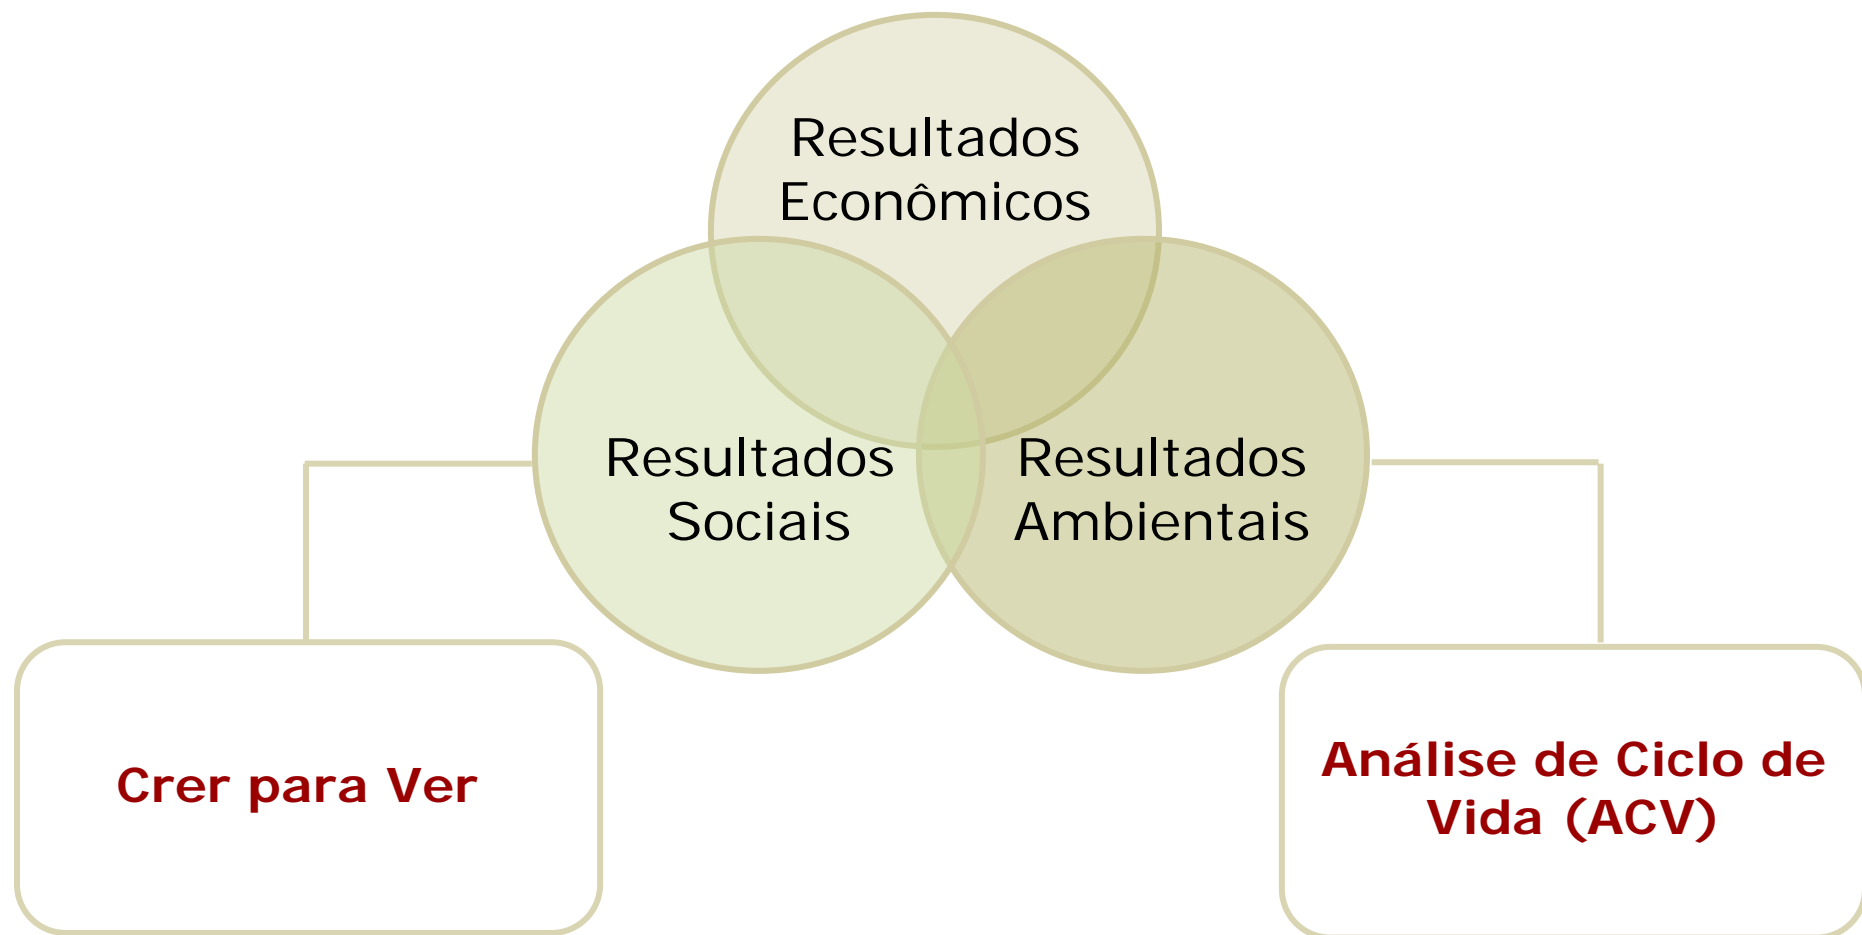 Resultados
Econômicos
Resultados
Sociais
Resultados
Ambientais
Crer para Ver
Análise de Ciclo de
Vida (ACV)